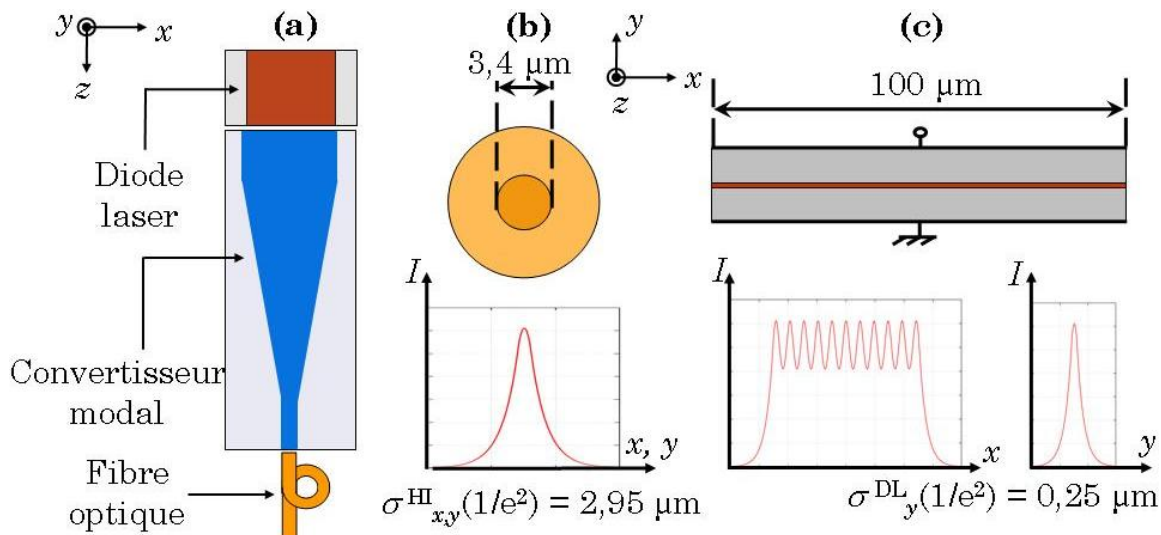 (a)
y
x
z
Diode
laser
Convertisseur
modal
Fibre
optique
(b)
3,4 µm
I
x, y
σ^HI_x,y(1/e²) = 2,95 µm
(c)
y
x
z
100 µm
I
x
I
y
σ^DL_y(1/e²) = 0,25 µm